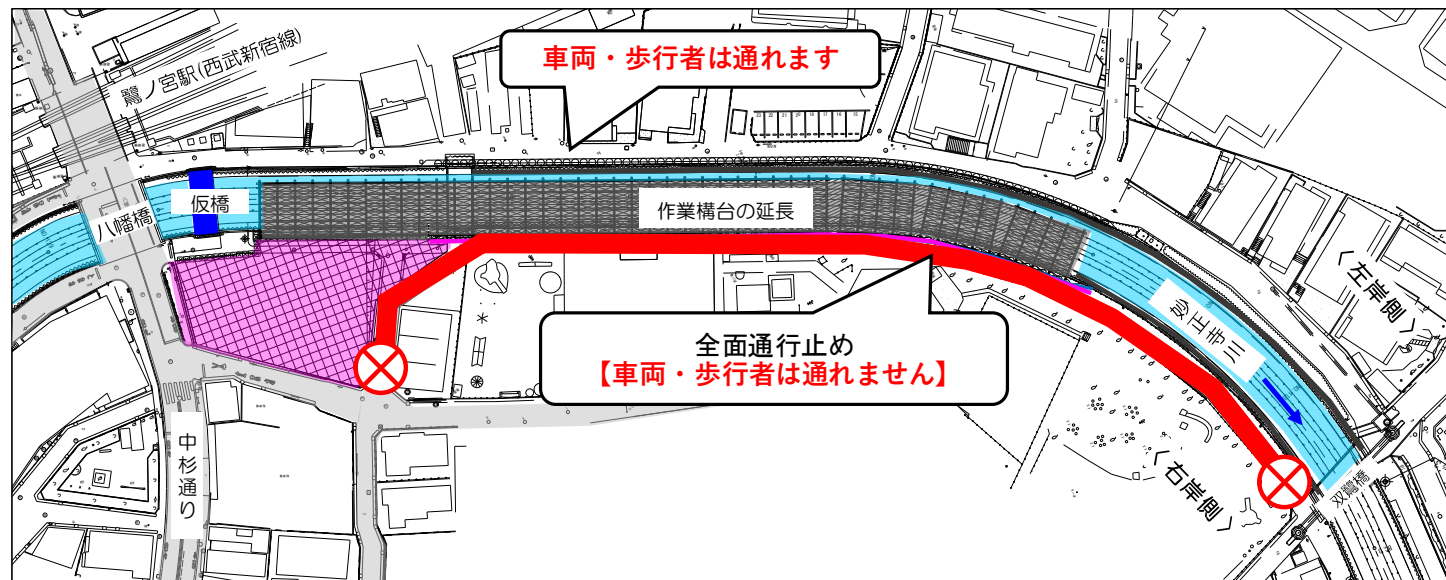 鷺ノ宮駅(西武新宿線)
車両・歩行者は通れます
八幡橋
仮橋
作業構台の延長
全面通行止め
【車両・歩行者は通れません】
妙正寺川
〈左岸側〉
〈右岸側〉
双鷺橋
中杉通り